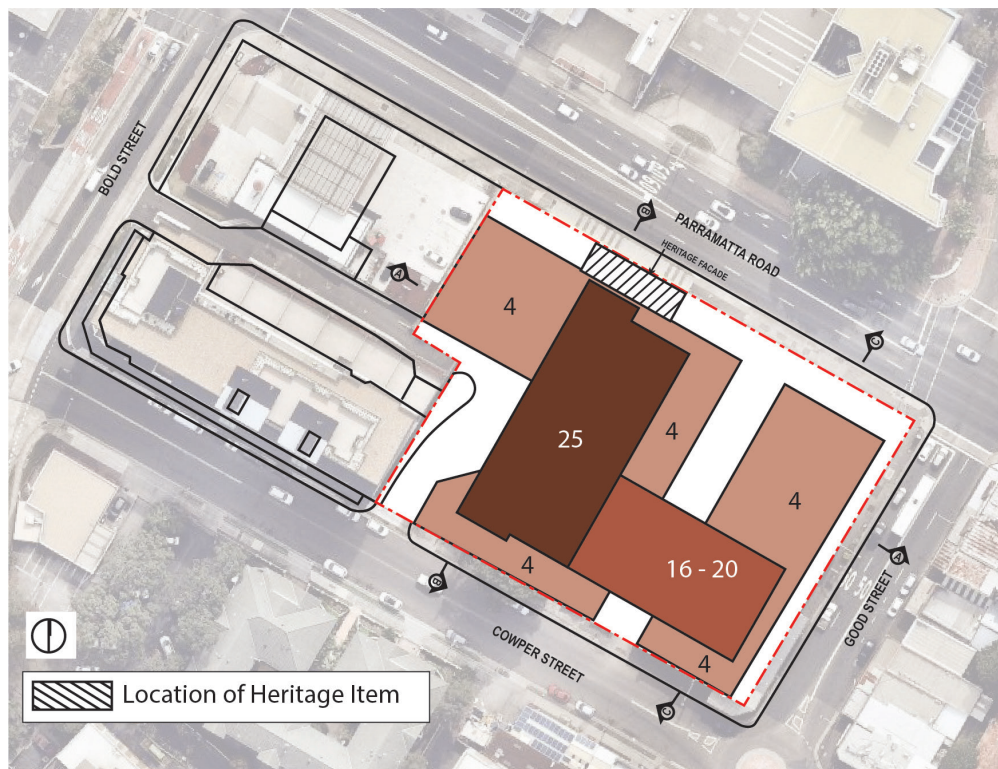 BOLD STREET
B
PARRAMATTA ROAD
HERITAGE FACADE
A
C
4
25
4
4
16 - 20
4
4
A
B
GOOD STREET
COWPER STREET
C
Location of Heritage Item